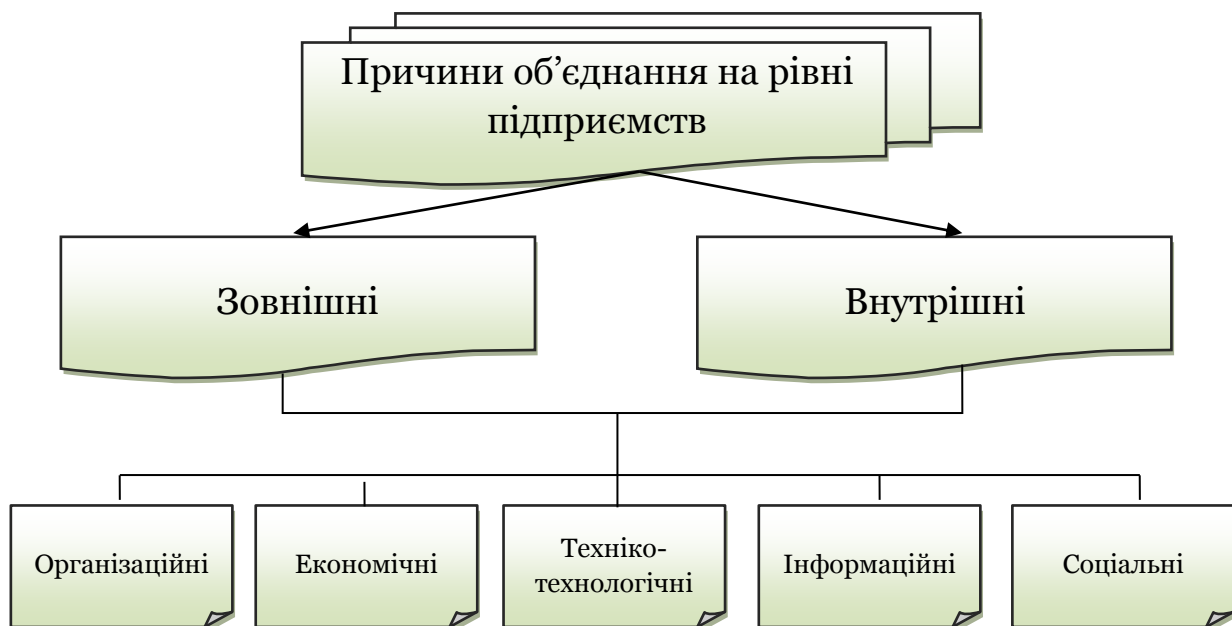 Причини об’єднання на рівні
підприємств
Зовнішні
Внутрішні
Організаційні
Економічні
Техніко-
технологічні
Інформаційні
Соціальні